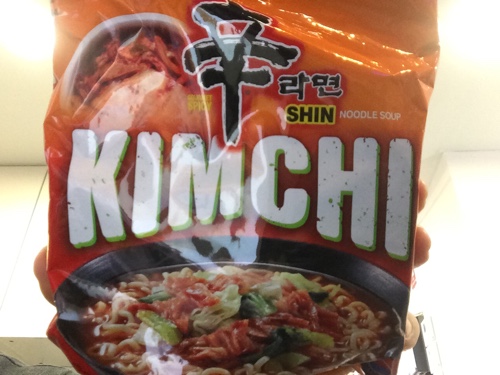 辛
라면
SHIN NOODLE SOUP
KIMCHI